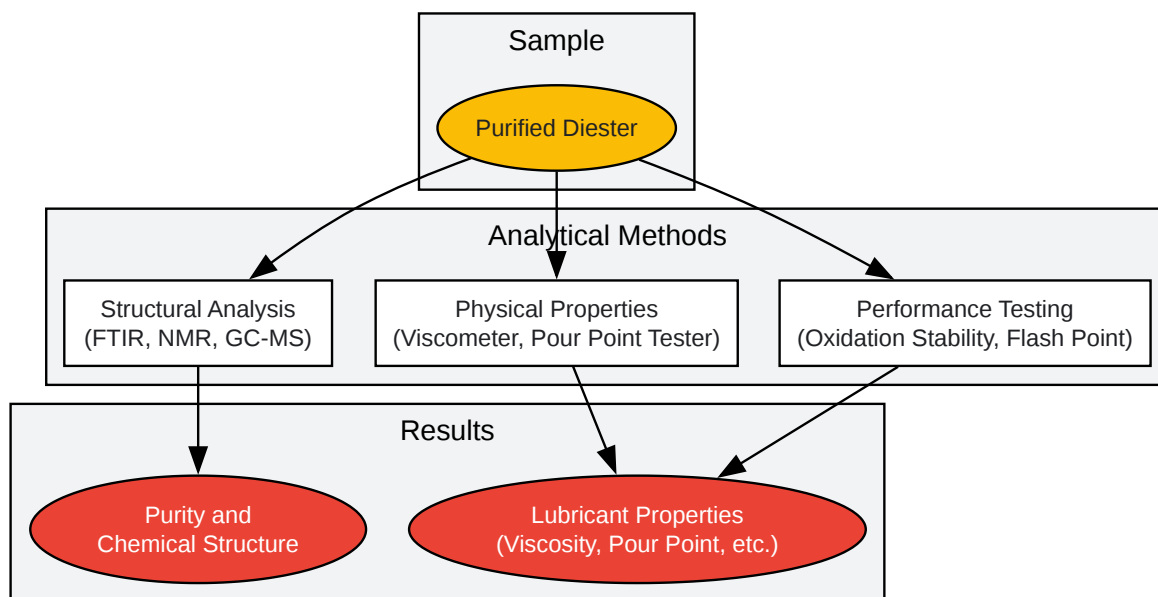 Sample
Purified Diester
Analytical Methods
Structural Analysis
(FTIR, NMR, GC-MS)
Physical Properties
(Viscometer, Pour Point Tester)
Performance Testing
(Oxidation Stability, Flash Point)
Results
Purity and
Chemical Structure
Lubricant Properties
(Viscosity, Pour Point, etc.)